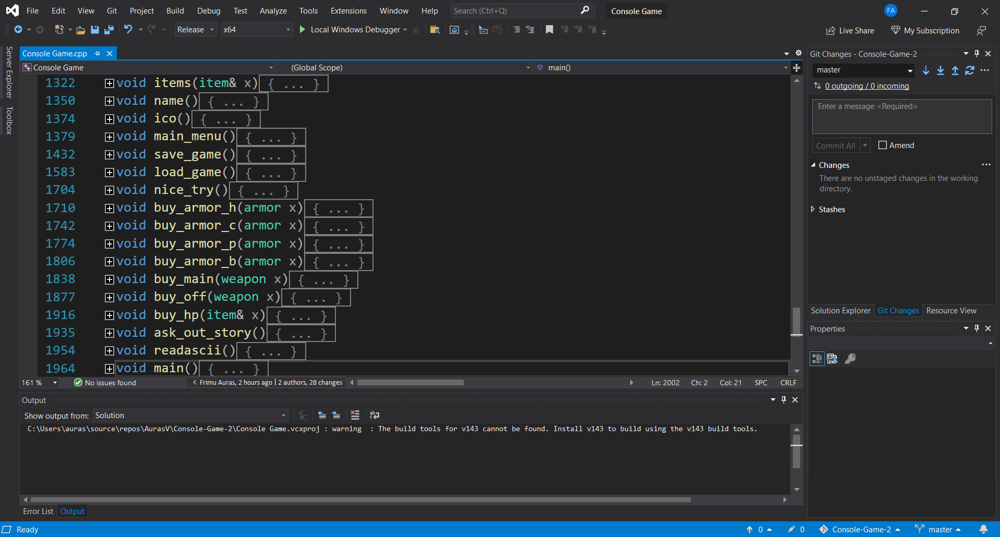 File Edit View Git Project Build Debug Test Analyze Tools Extensions Window Help Search (Ctrl+Q) Console Game FA
Release x64 Local Windows Debugger Live Share My Subscription
Server Explorer
Toolbox
Console Game.cpp
Console Game (Global Scope) main()
1322 void items(item& x) { ... }
1350 void name() { ... }
1374 void ico() { ... }
1379 void main_menu() { ... }
1432 void save_game() { ... }
1583 void load_game() { ... }
1704 void nice_try() { ... }
1710 void buy_armor_h(armor x) { ... }
1742 void buy_armor_c(armor x) { ... }
1774 void buy_armor_p(armor x) { ... }
1806 void buy_armor_b(armor x) { ... }
1838 void buy_main(weapon x) { ... }
1877 void buy_off(weapon x) { ... }
1916 void buy_hp(item& x) { ... }
1935 void ask_out_story() { ... }
1954 void readascii() { ... }
1964 void main() { ... }
161 % No issues found Frimu Auras, 2 hours ago | 2 authors, 28 changes Ln: 2002 Ch: 2 Col: 21 SPC CRLF
Output
Show output from: Solution
C:\Users\auras\source\repos\AurasV\Console-Game-2\Console Game.vcxproj : warning  : The build tools for v143 cannot be found. Install v143 to build using the v143 build tools.
Error List Output
Git Changes - Console-Game-2
master
0 outgoing / 0 incoming
Enter a message <Required>
Commit All Amend
Changes
There are no unstaged changes in the working
directory.
Stashes
Solution Explorer Git Changes Resource View
Properties
Ready 0 0 Console-Game-2 master